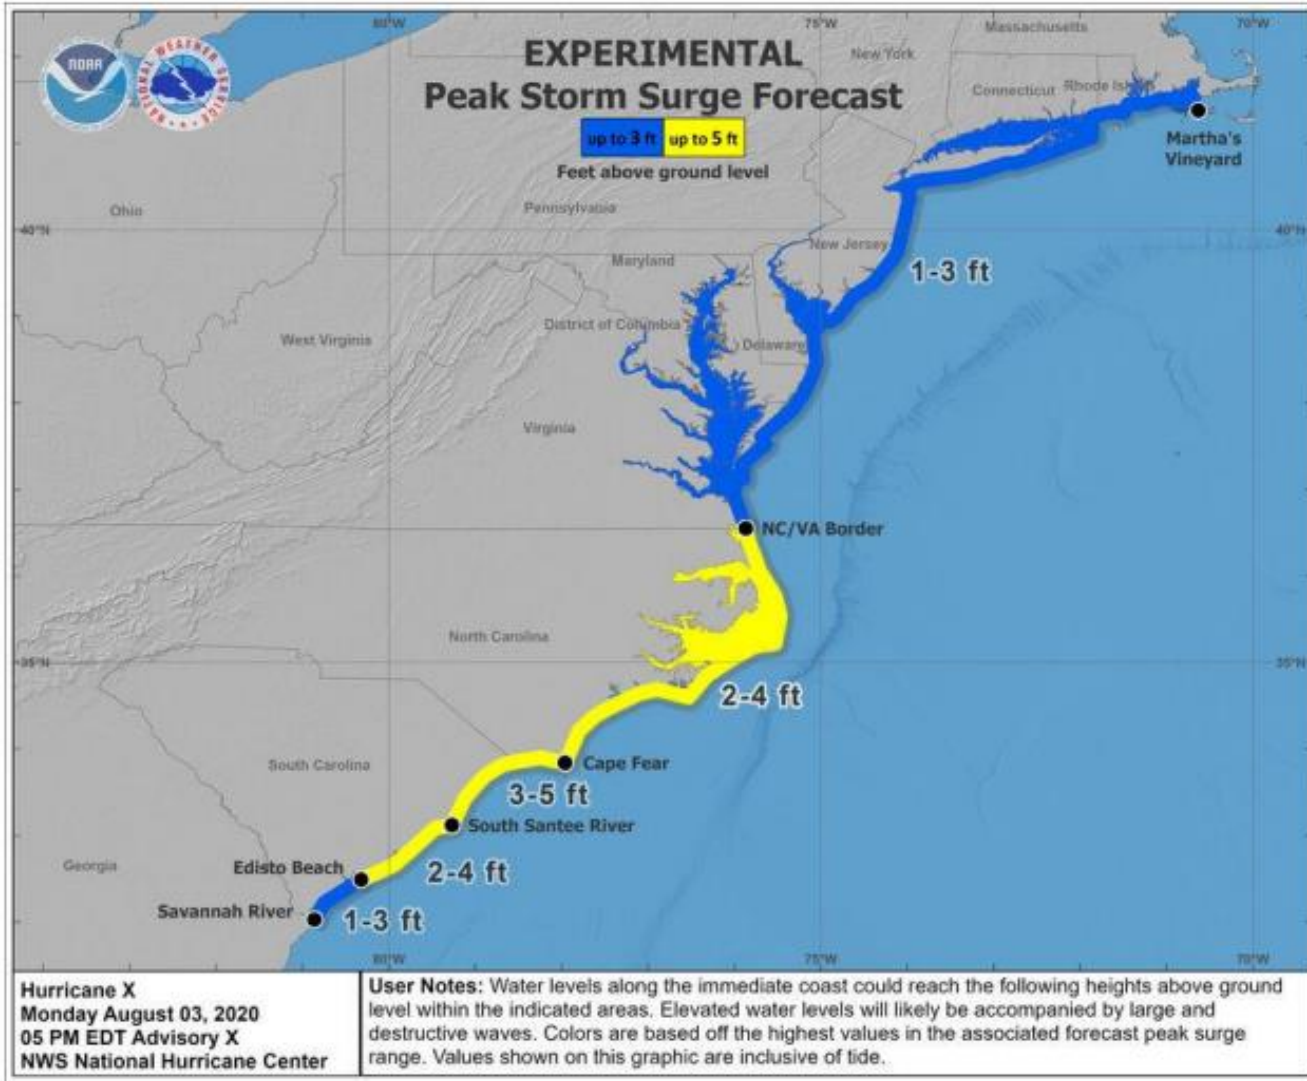 80°W
75°W
70°W
NOAA
NATIONAL WEATHER SERVICE
EXPERIMENTAL
Peak Storm Surge Forecast
up to 3 ft up to 5 ft
Feet above ground level
Massachusetts
New York
Connecticut
Rhode Island
Martha's
Vineyard
Ohio
Pennsylvania
40°N
40°N
New Jersey
Maryland
1-3 ft
District of Columbia
West Virginia
Delaware
Virginia
NC/VA Border
North Carolina
35°N
35°N
2-4 ft
South Carolina
Cape Fear
3-5 ft
South Santee River
Georgia
Edisto Beach
2-4 ft
Savannah River
1-3 ft
80°W
75°W
70°W
Hurricane X
Monday August 03, 2020
05 PM EDT Advisory X
NWS National Hurricane Center
User Notes: Water levels along the immediate coast could reach the following heights above ground
level within the indicated areas. Elevated water levels will likely be accompanied by large and
destructive waves. Colors are based off the highest values in the associated forecast peak surge
range. Values shown on this graphic are inclusive of tide.